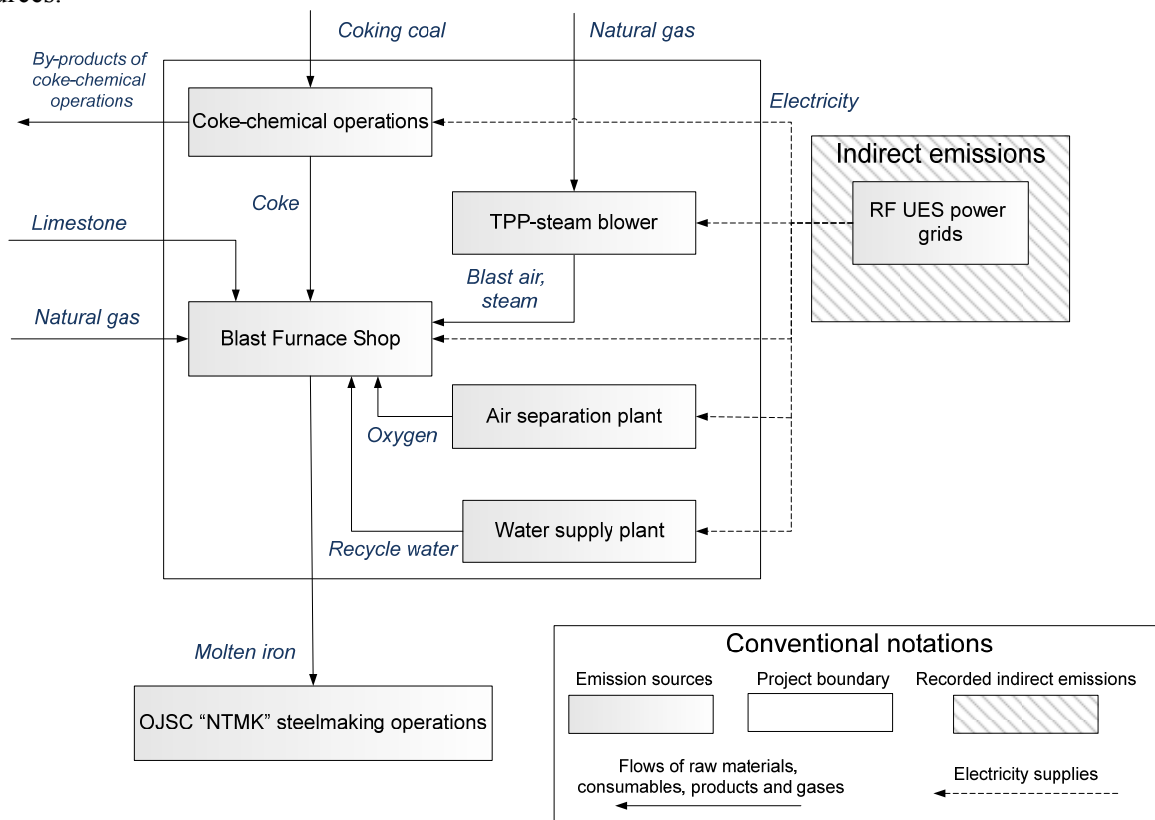 Coking coal
Natural gas
By-products of
coke-chemical
operations
Electricity
Coke-chemical operations
Indirect emissions
Coke
RF UES power
grids
Limestone
TPP-steam blower
Blast air,
steam
Natural gas
Blast Furnace Shop
Air separation plant
Oxygen
Water supply plant
Recycle water
Molten iron
OJSC “NTMK” steelmaking operations
Conventional notations
Emission sources
Project boundary
Recorded indirect emissions
Flows of raw materials,
consumables, products and gases
Electricity supplies